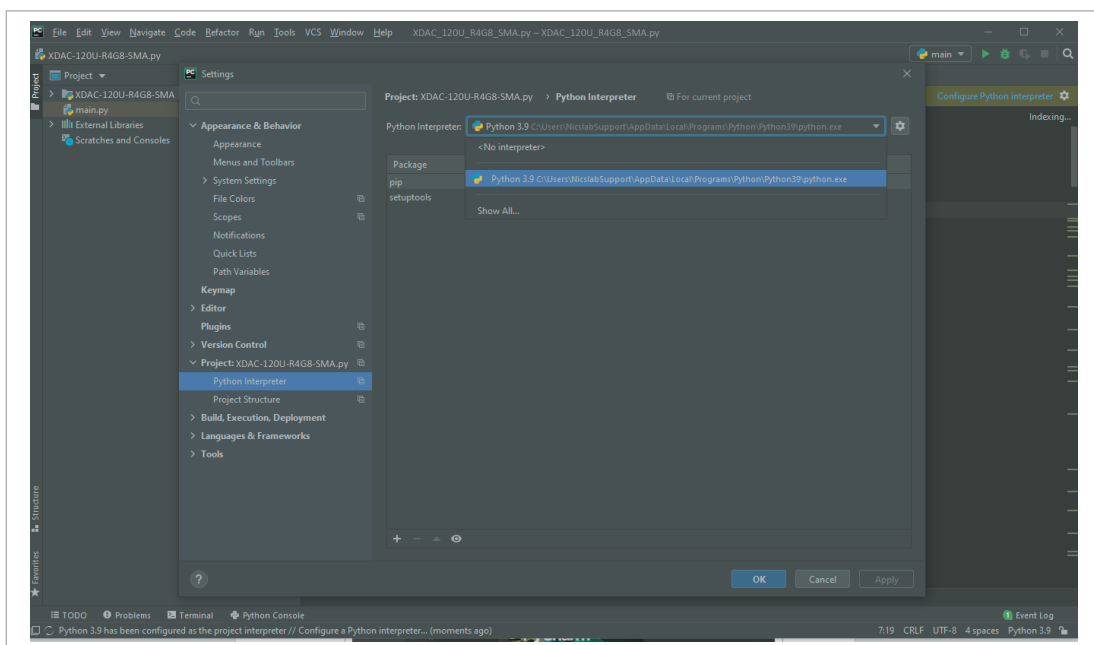 PC File Edit View Navigate Code Refactor Run Tools VCS Window Help XDAC_120U_R4G8_SMA.py – XDAC_120U_R4G8_SMA.py
XDAC-120U-R4G8-SMA.py main
Project
Project
XDAC-120U-R4G8-SMA
main.py
External Libraries
Scratches and Consoles
Configure Python interpreter
Indexing...
PC Settings
Appearance & Behavior
Appearance
Menus and Toolbars
System Settings
File Colors
Scopes
Notifications
Quick Lists
Path Variables
Keymap
Editor
Plugins
Version Control
Project: XDAC-120U-R4G8-SMA.py
Python Interpreter
Project Structure
Build, Execution, Deployment
Languages & Frameworks
Tools
Project: XDAC-120U-R4G8-SMA.py › Python Interpreter For current project
Python Interpreter: Python 3.9 C:\Users\NicslabSupport\AppData\Local\Programs\Python\Python39\python.exe
<No interpreter>
Python 3.9 C:\Users\NicslabSupport\AppData\Local\Programs\Python\Python39\python.exe
Show All...
Package
pip
setuptools
? OK Cancel Apply
Structure
Favorites
TODO Problems Terminal Python Console 1 Event Log
Python 3.9 has been configured as the project interpreter // Configure a Python interpreter... (moments ago) 7:19 CRLF UTF-8 4 spaces Python 3.9